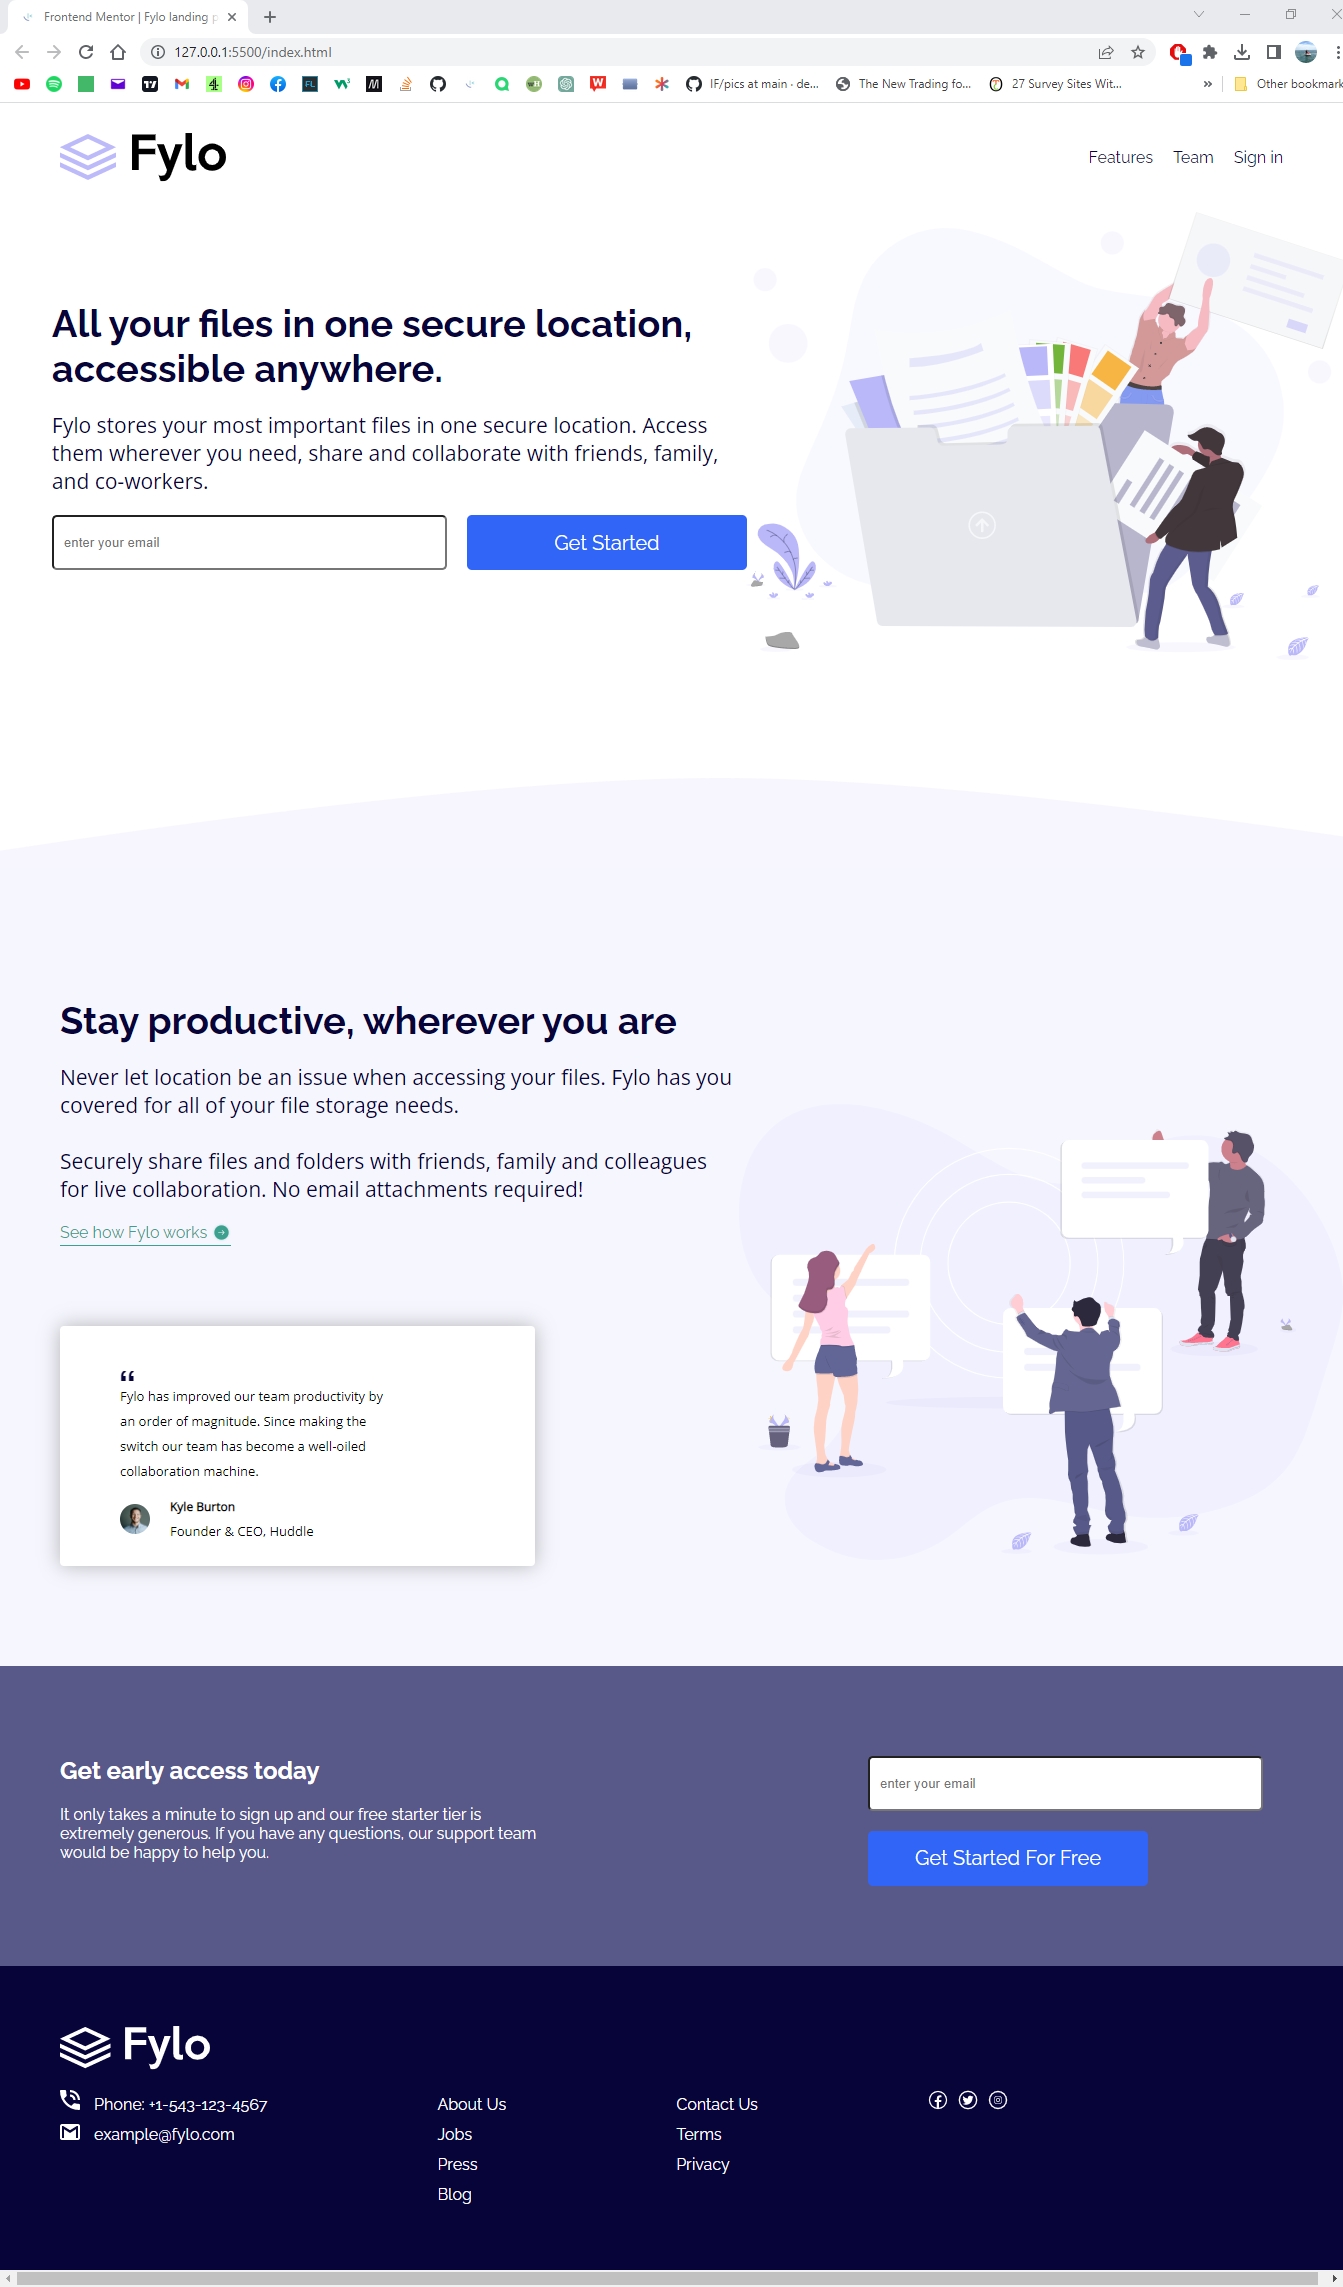 Frontend Mentor | Fylo landing p
127.0.0.1:5500/index.html
IF/pics at main · de...
The New Trading fo...
27 Survey Sites Wit...
»
Other bookmark
Fylo
Features Team Sign in
All your files in one secure location,
accessible anywhere.
Fylo stores your most important files in one secure location. Access
them wherever you need, share and collaborate with friends, family,
and co-workers.
enter your email
Get Started
Stay productive, wherever you are
Never let location be an issue when accessing your files. Fylo has you
covered for all of your file storage needs.
Securely share files and folders with friends, family and colleagues
for live collaboration. No email attachments required!
See how Fylo works
“
Fylo has improved our team productivity by
an order of magnitude. Since making the
switch our team has become a well-oiled
collaboration machine.
Kyle Burton
Founder & CEO, Huddle
Get early access today
It only takes a minute to sign up and our free starter tier is
extremely generous. If you have any questions, our support team
would be happy to help you.
enter your email
Get Started For Free
Fylo
Phone: +1-543-123-4567
example@fylo.com
About Us
Jobs
Press
Blog
Contact Us
Terms
Privacy